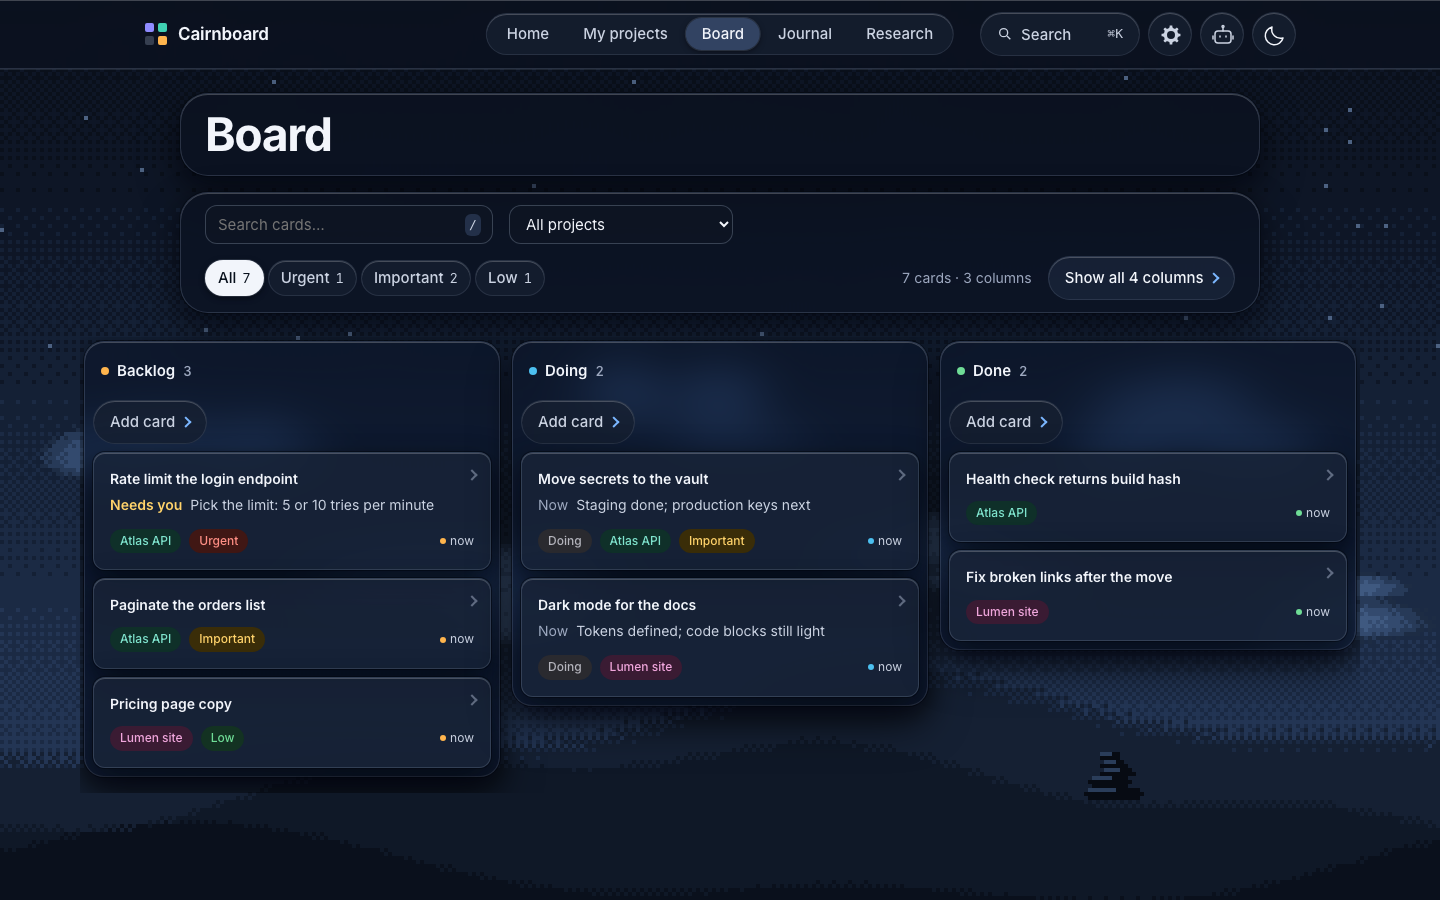 Cairnboard
Home My projects Board Journal Research
Search ⌘K
Board
Search cards... /
All projects
All 7 Urgent 1 Important 2 Low 1
7 cards · 3 columns
Show all 4 columns
Backlog 3
Add card
Rate limit the login endpoint
Needs you Pick the limit: 5 or 10 tries per minute
Atlas API Urgent now
Paginate the orders list
Atlas API Important now
Pricing page copy
Lumen site Low now
Doing 2
Add card
Move secrets to the vault
Now Staging done; production keys next
Doing Atlas API Important now
Dark mode for the docs
Now Tokens defined; code blocks still light
Doing Lumen site now
Done 2
Add card
Health check returns build hash
Atlas API now
Fix broken links after the move
Lumen site now